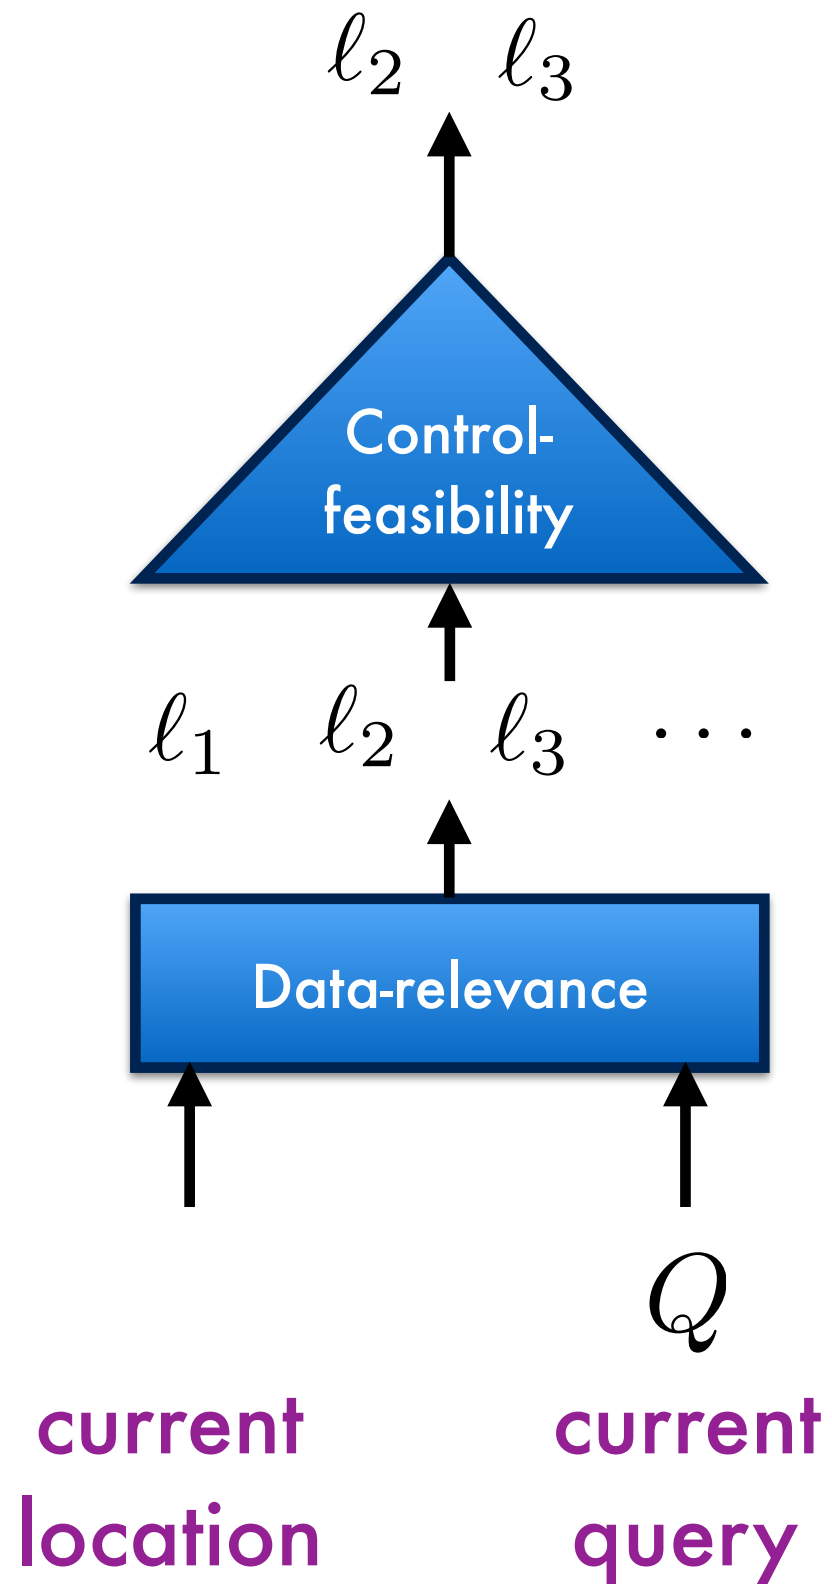 ℓ₂ ℓ₃
Control-
feasibility
ℓ₁ ℓ₂ ℓ₃ ⋯
Data-relevance
Q
current current
location query